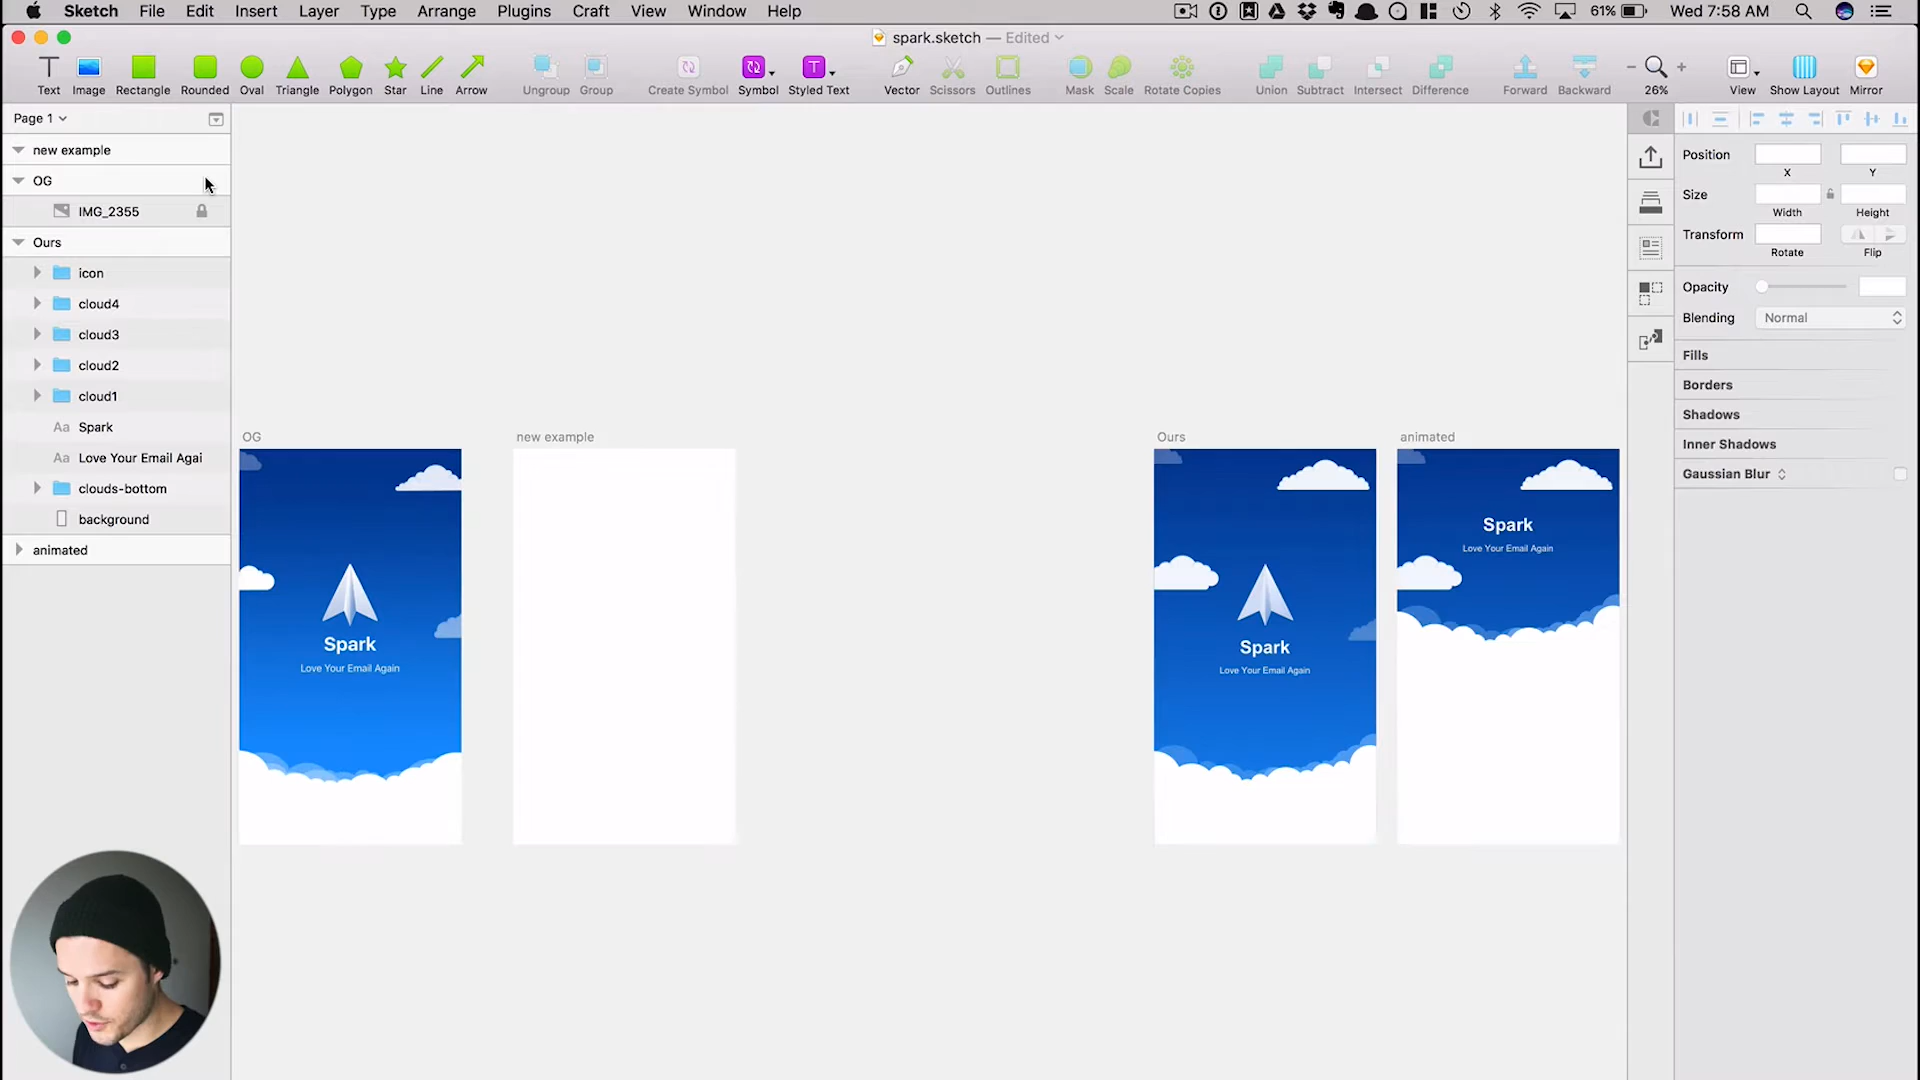 Sketch File Edit Insert Layer Type Arrange Plugins Craft View Window Help 61% Wed 7:58 AM
spark.sketch — Edited
Text Image Rectangle Rounded Oval Triangle Polygon Star Line Arrow Ungroup Group Create Symbol Symbol Styled Text Vector Scissors Outlines Mask Scale Rotate Copies Union Subtract Intersect Difference Forward Backward 26% View Show Layout Mirror
Page 1
new example
OG
IMG_2355
Ours
icon
cloud4
cloud3
cloud2
cloud1
Aa Spark
Aa Love Your Email Agai
clouds-bottom
background
animated
OG
Spark
Love Your Email Again
new example
Ours
Spark
Love Your Email Again
animated
Spark
Love Your Email Again
Position
X Y
Size
Width Height
Transform
Rotate Flip
Opacity
Blending Normal
Fills
Borders
Shadows
Inner Shadows
Gaussian Blur